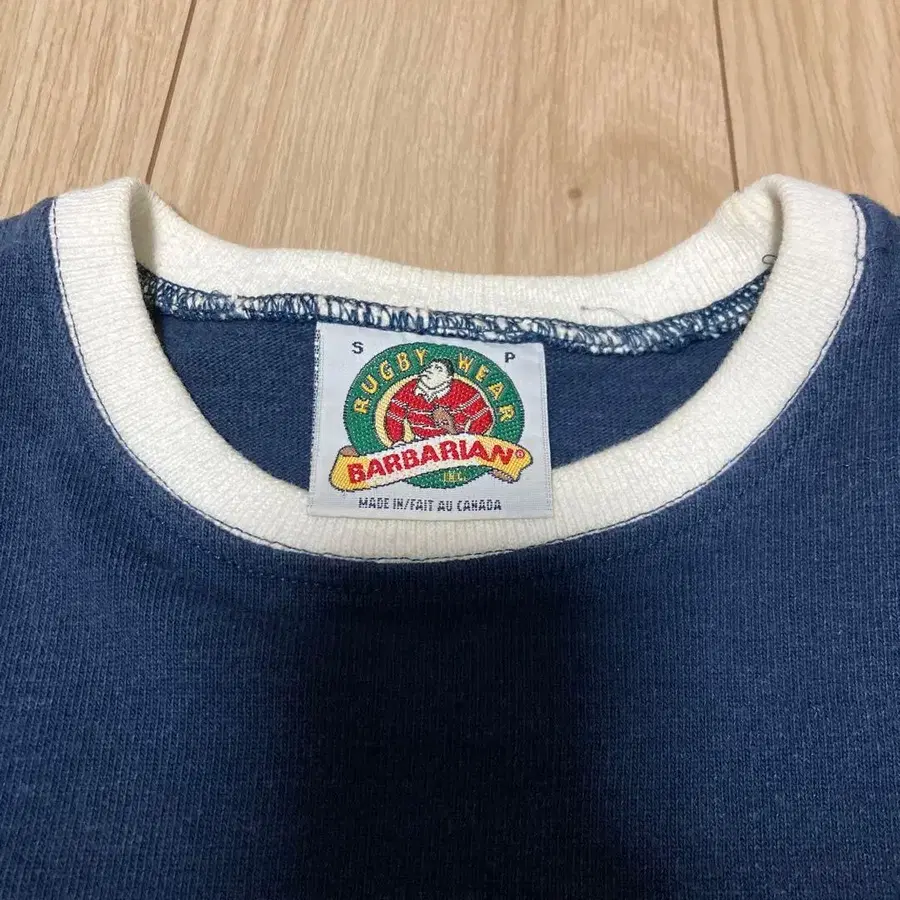 S P
RUGBY WEAR
BARBARIAN®
INC.
MADE IN/FAIT AU CANADA